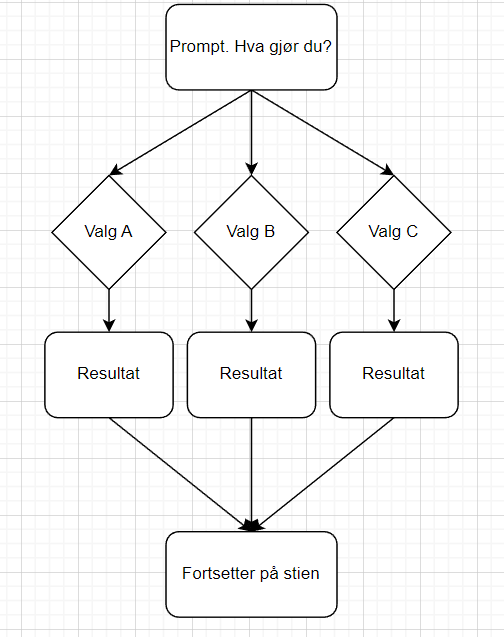 Prompt. Hva gjør du?
Valg A
Valg B
Valg C
Resultat
Resultat
Resultat
Fortsetter på stien